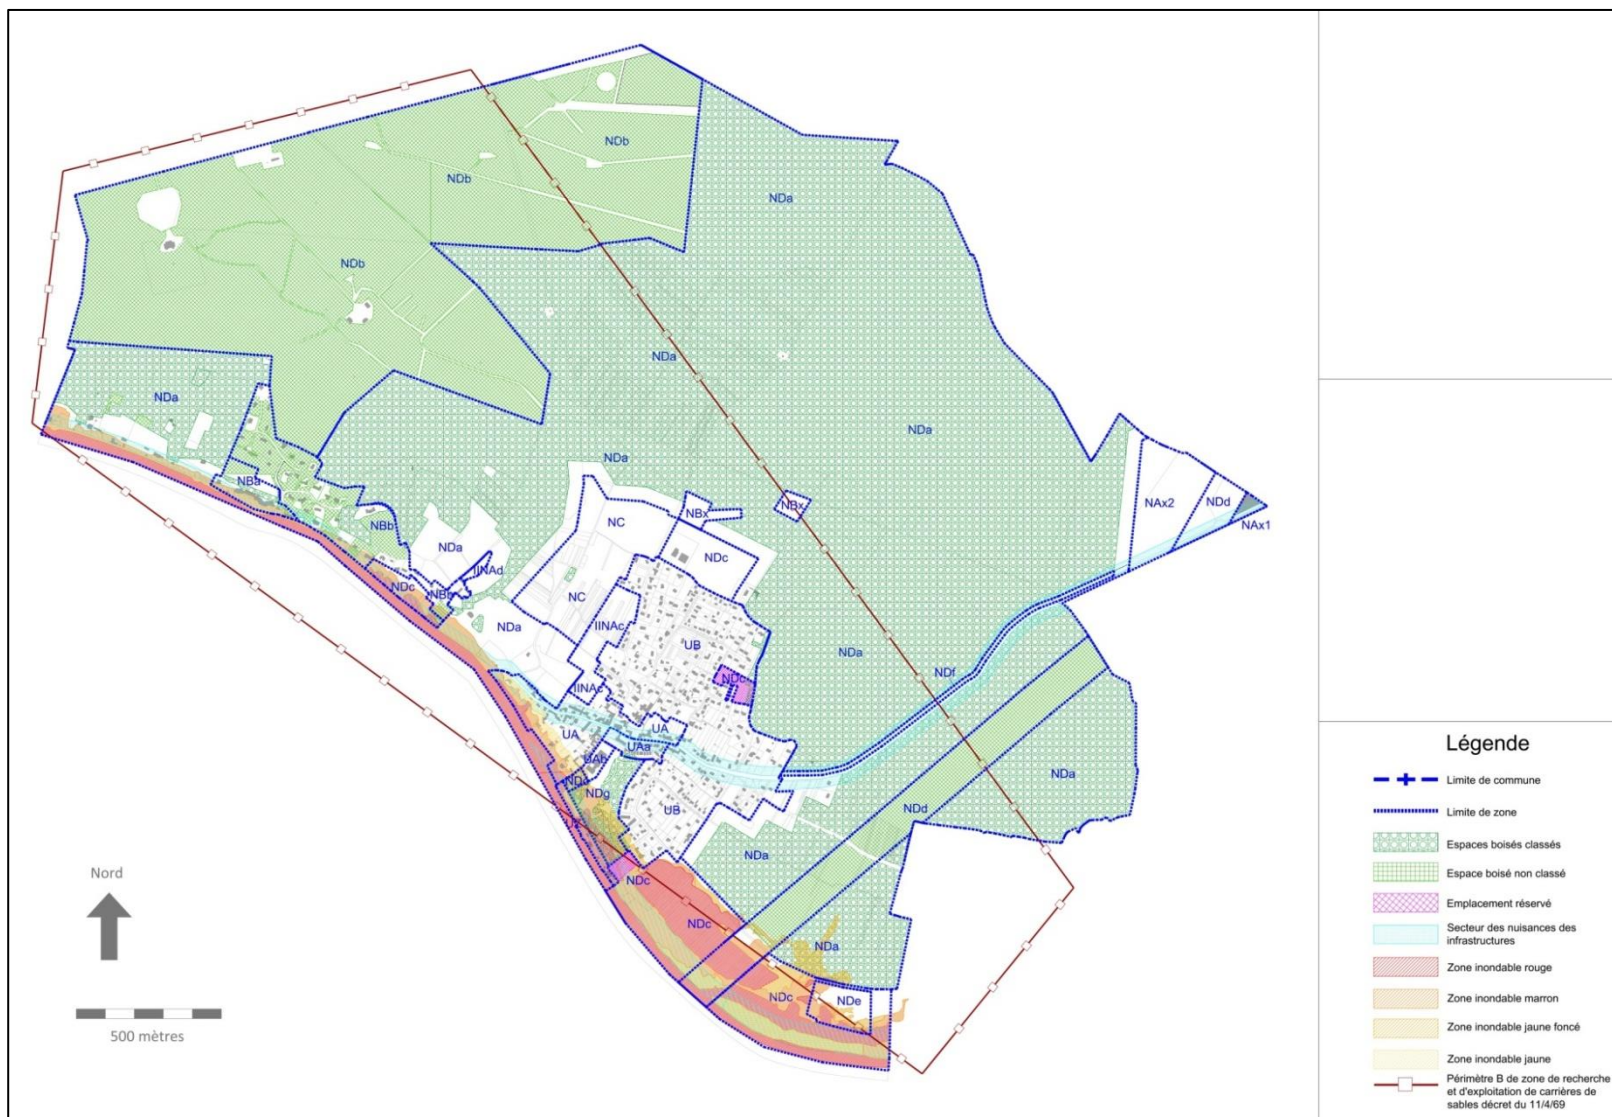 NDb
NDb
NDa
NDb
NDa
NDa
NDa
NDa
NBa
NAx2
NDd
NAx1
NBx
NBx
NC
NBb
NDa
NDc
IINAd
NDc
NC
NDa
IINAc
UB
NDa
NDf
NDc
IINAc
UA
UA
UAa
UAb
NDg
UB
NDd
NDa
NDa
NDc
NDc
NDa
NDc
NDe
Nord
500 mètres
Légende
Limite de commune
Limite de zone
Espaces boisés classés
Espace boisé non classé
Emplacement réservé
Secteur des nuisances des
infrastructures
Zone inondable rouge
Zone inondable marron
Zone inondable jaune foncé
Zone inondable jaune
Périmètre B de zone de recherche
et d'exploitation de carrières de
sables décret du 11/4/69